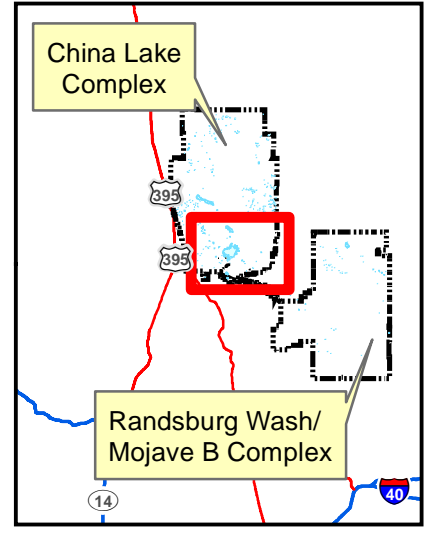 China Lake
Complex
395
395
Randsburg Wash/
Mojave B Complex
14
40